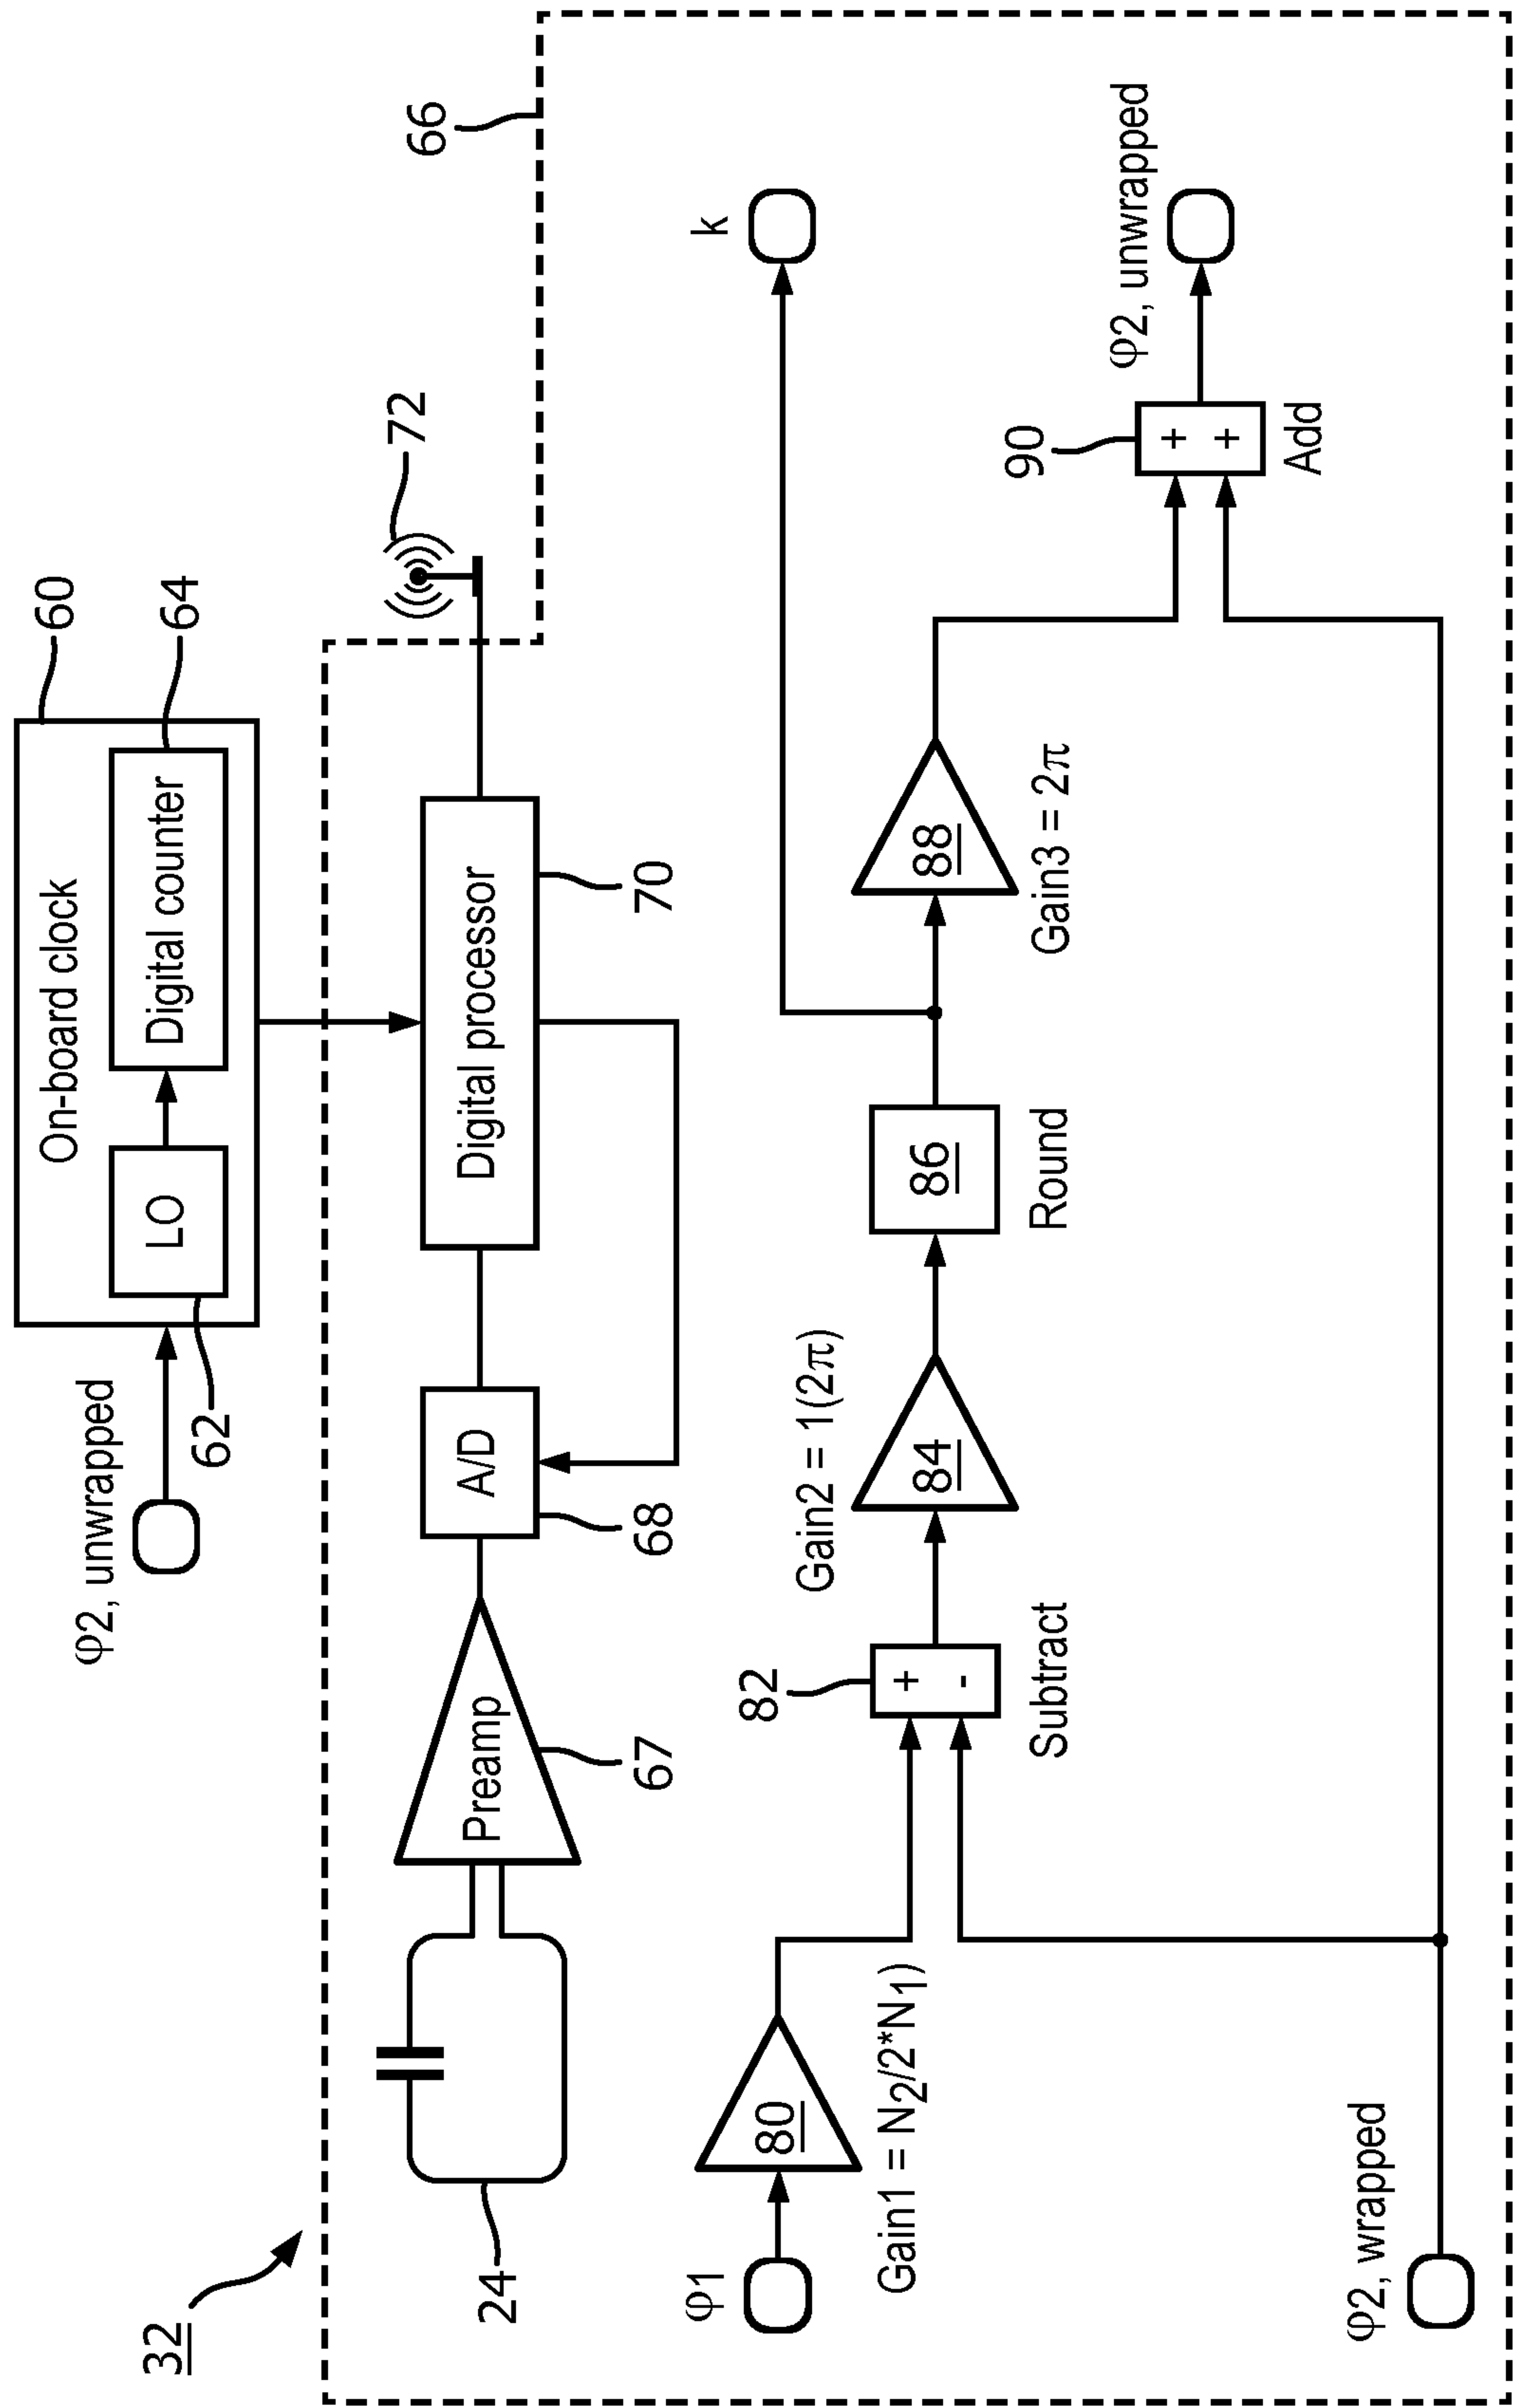 32
φ2, unwrapped
On-board clock
60
LO
62
Digital counter
64
66
24
Preamp
67
A/D
68
Digital processor
70
72
φ1
80
Gain1 = N2/2*N1)
82
+
-
Subtract
Gain2 = 1(2π)
84
86
Round
88
Gain3 = 2π
k
90
+
+
Add
φ2, unwrapped
φ2, wrapped